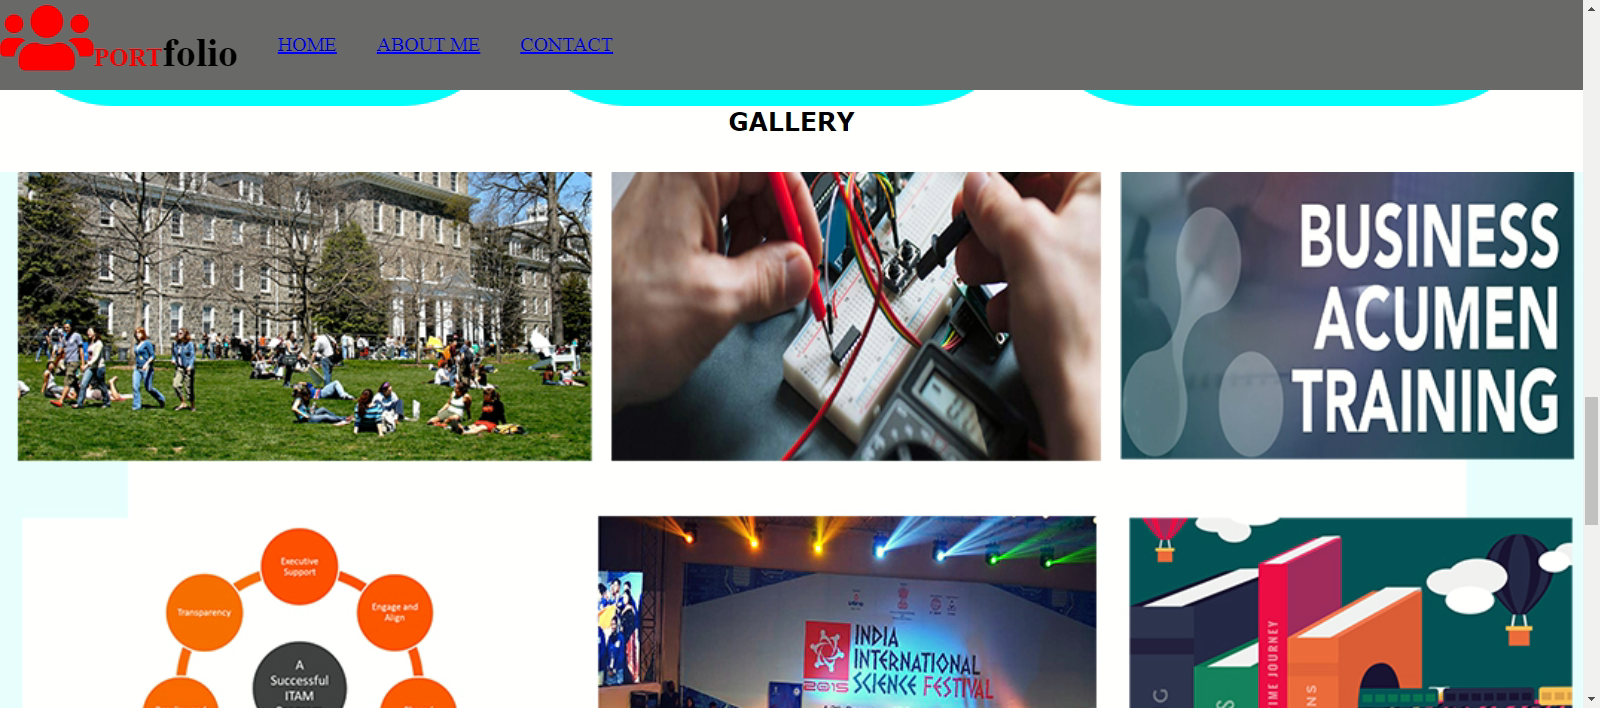 PORTfolio HOME ABOUT ME CONTACT
GALLERY
BUSINESS
ACUMEN
TRAINING
Executive
Support
Transparency
Engage and
Align
A
Successful
ITAM
INDIA
INTERNATIONAL
SCIENCE FESTIVAL
2015
IME JOURNEY
G
S
NS